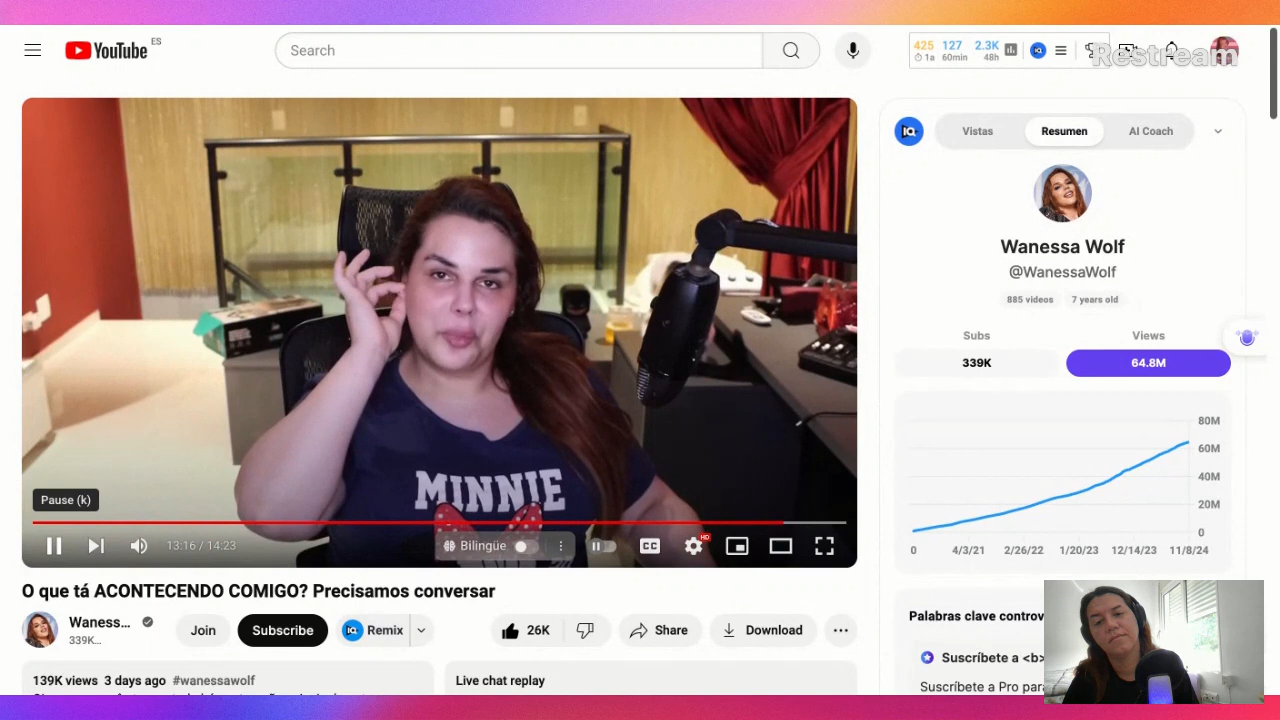 YouTube ES
Search
425 127 2.3K
1a 60min 48h
Restream
IQ
Vistas Resumen AI Coach
Wanessa Wolf
@WanessaWolf
885 videos 7 years old
Subs Views
339K 64.8M
80M
60M
40M
20M
0
0 4/3/21 2/26/22 1/20/23 12/14/23 11/8/24
MINNIE
Pause (k)
13:16 / 14:23
Bilingüe
CC
HD
O que tá ACONTECENDO COMIGO? Precisamos conversar
Waness...
339K...
Join
Subscribe
IQ Remix
26K
Share
Download
139K views 3 days ago #wanessawolf
Live chat replay
Palabras clave controv
Suscríbete a <b>
Suscríbete a Pro para